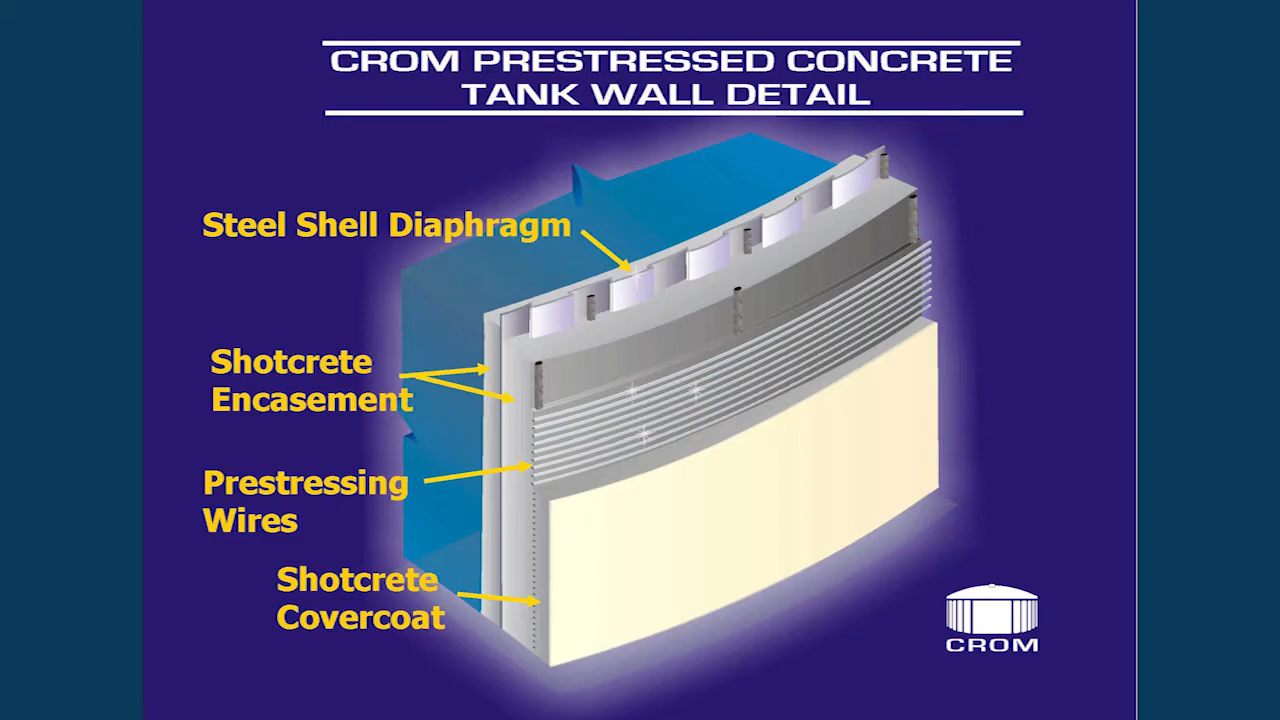 CROM PRESTRESSED CONCRETE
TANK WALL DETAIL
Steel Shell Diaphragm
Shotcrete
Encasement
Prestressing
Wires
Shotcrete
Covercoat
CROM